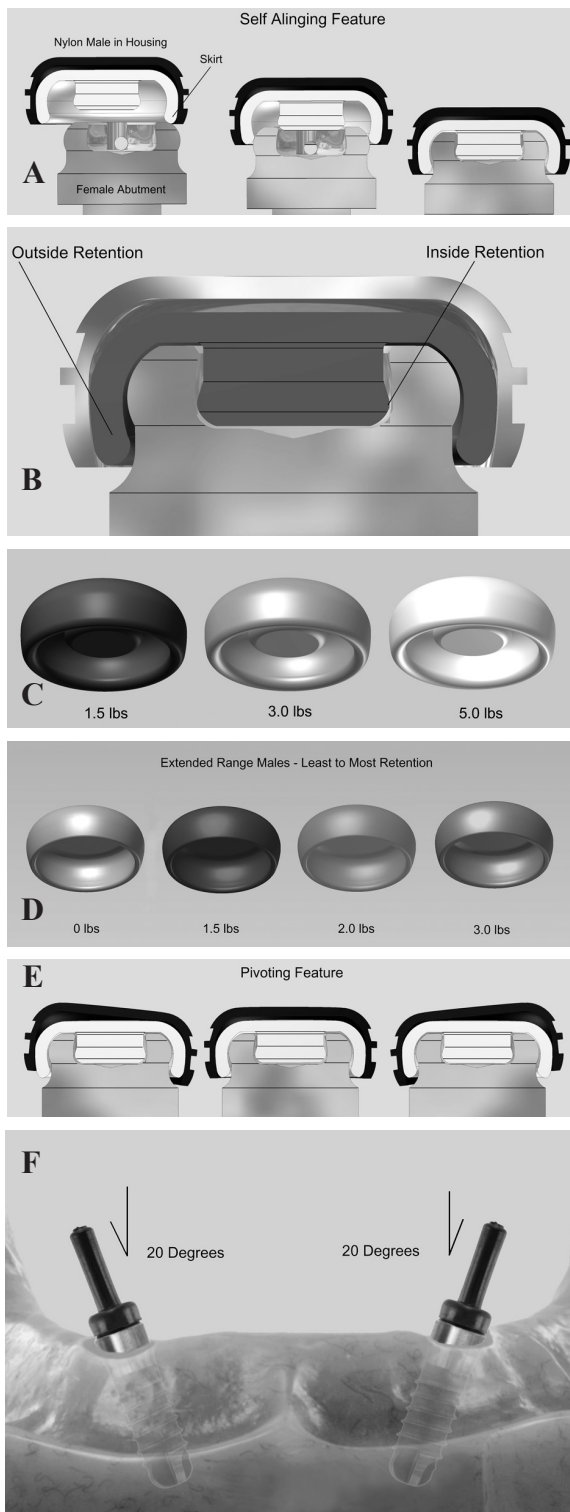 Self Alinging Feature
Nylon Male in Housing
Skirt
Female Abutment
A
Outside Retention
Inside Retention
B
C
1.5 lbs
3.0 lbs
5.0 lbs
Extended Range Males - Least to Most Retention
D
0 lbs
1.5 lbs
2.0 lbs
3.0 lbs
E
Pivoting Feature
F
20 Degrees
20 Degrees